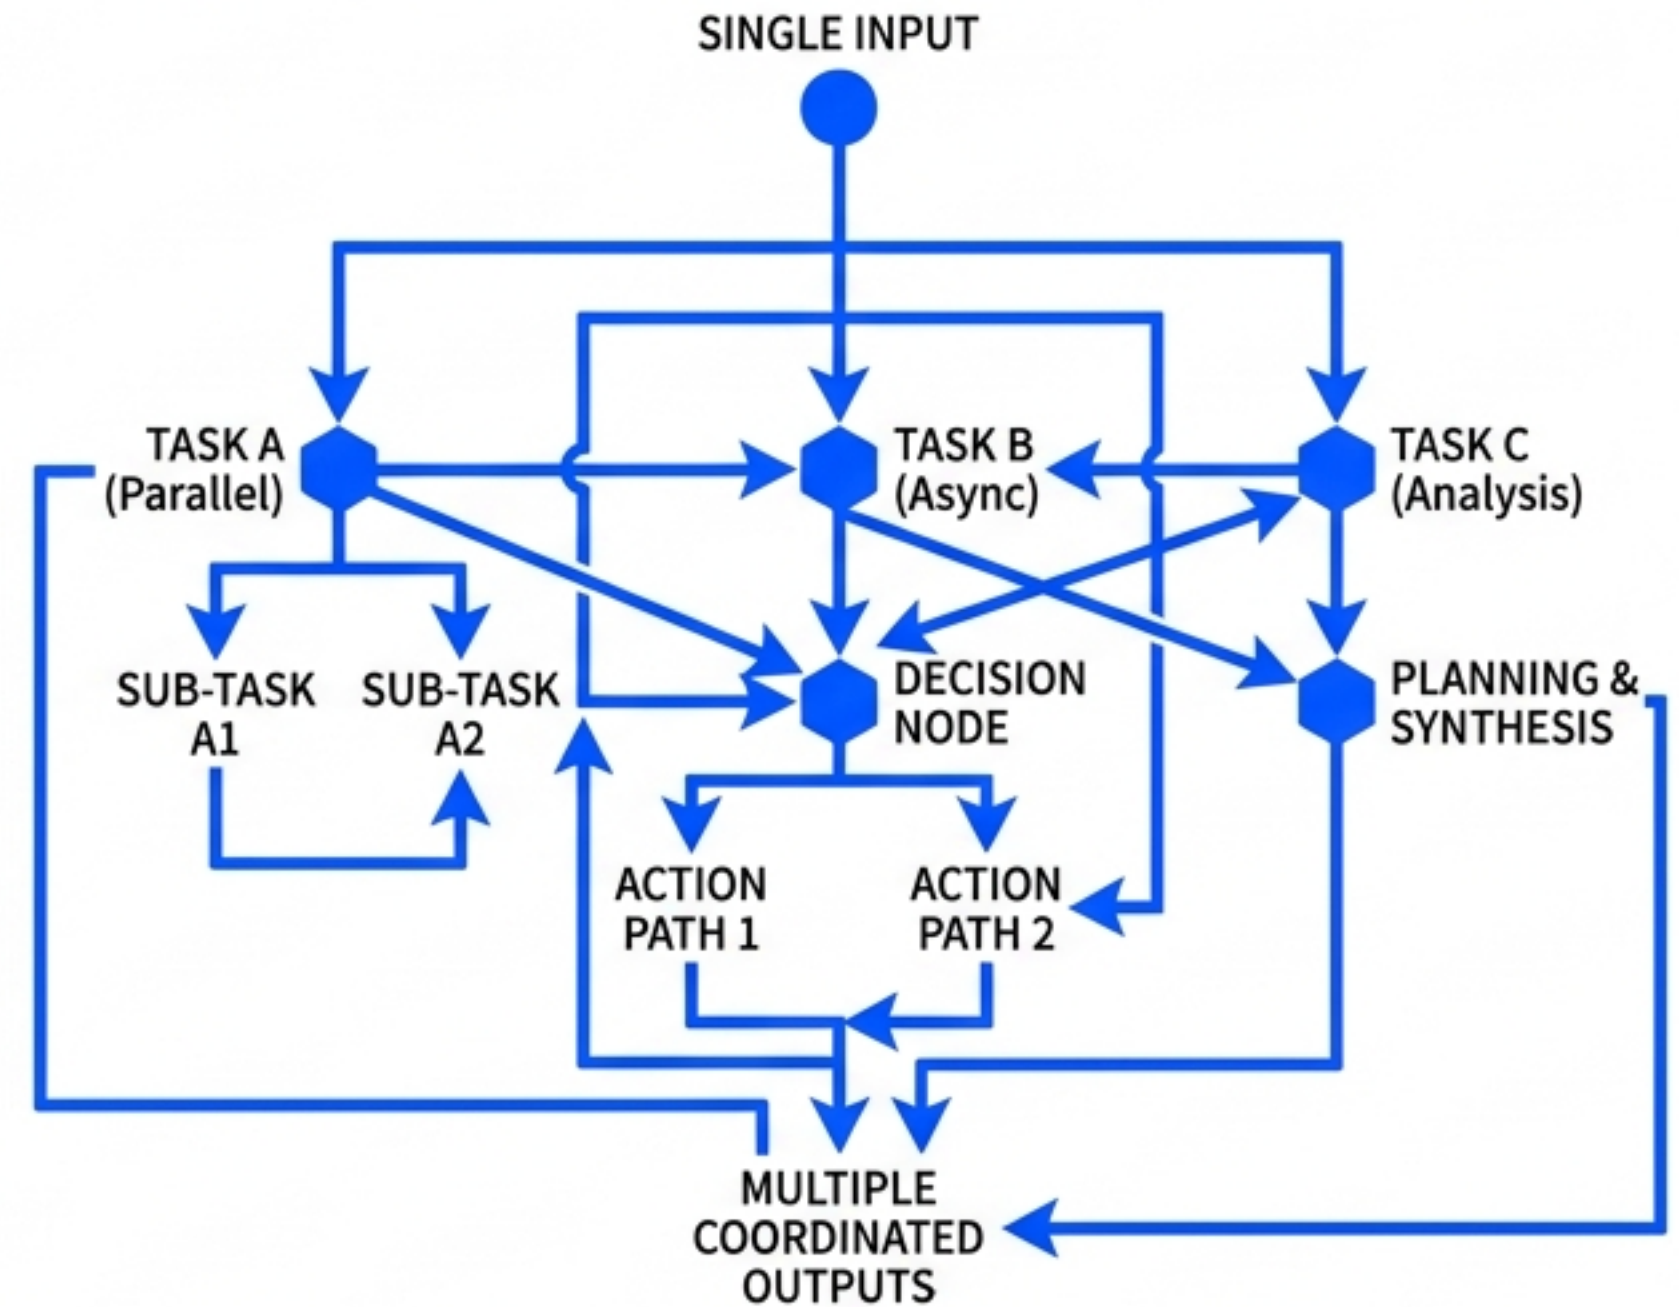 SINGLE INPUT
TASK A
(Parallel)
TASK B
(Async)
TASK C
(Analysis)
SUB-TASK
A1
SUB-TASK
A2
DECISION
NODE
PLANNING &
SYNTHESIS
ACTION
PATH 1
ACTION
PATH 2
MULTIPLE
COORDINATED
OUTPUTS